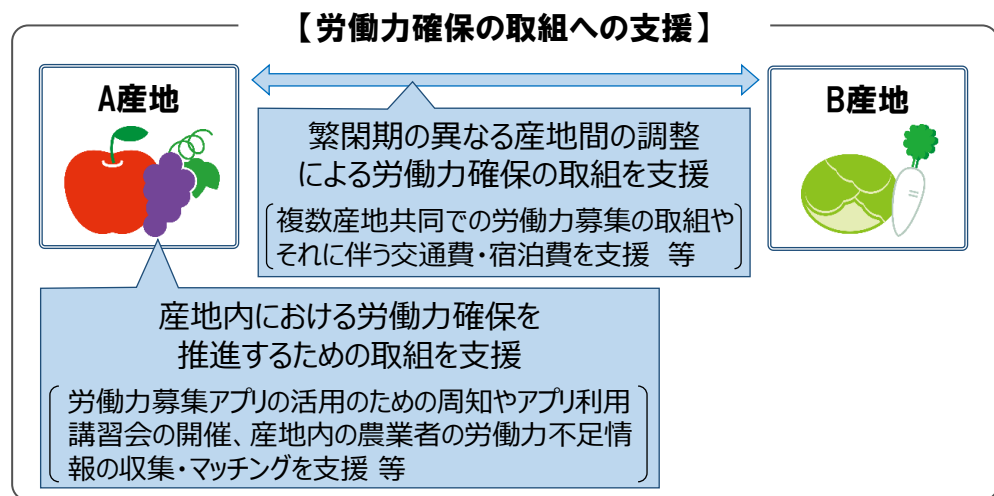 【労働力確保の取組への支援】
A産地
B産地
繁閑期の異なる産地間の調整
による労働力確保の取組を支援
複数産地共同での労働力募集の取組や
それに伴う交通費・宿泊費を支援 等
産地内における労働力確保を
推進するための取組を支援
労働力募集アプリの活用のための周知やアプリ利用
講習会の開催、産地内の農業者の労働力不足情
報の収集・マッチングを支援 等